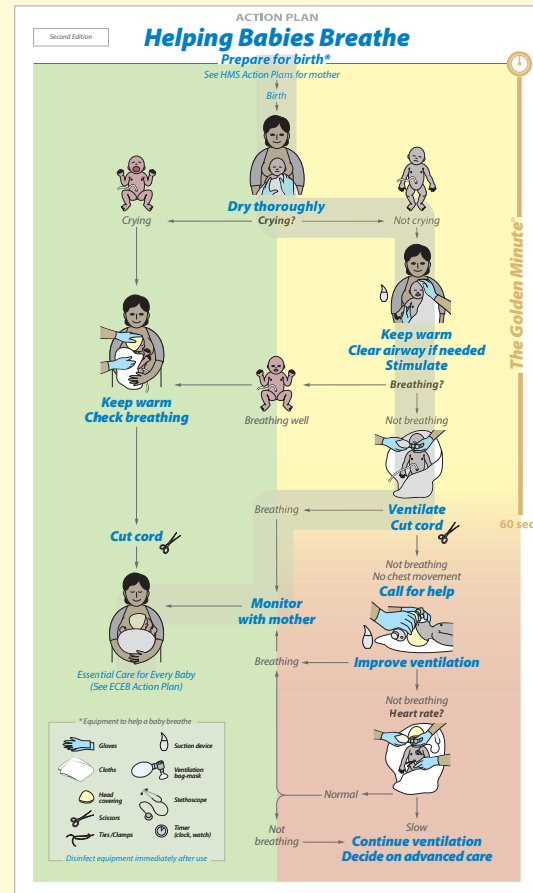 ACTION PLAN
Second Edition
Helping Babies Breathe
Prepare for birth*
See HMS Action Plans for mother
Birth
Dry thoroughly
Crying
Crying?
Not crying
The Golden Minute®
Keep warm
Clear airway if needed
Stimulate
Breathing?
Keep warm
Check breathing
Breathing well
Not breathing
Breathing
Ventilate
Cut cord
60 sec
Cut cord
Not breathing
No chest movement
Call for help
Monitor
with mother
Essential Care for Every Baby
(See ECEB Action Plan)
Breathing
Improve ventilation
Not breathing
Heart rate?
* Equipment to help a baby breathe
Gloves
Suction device
Cloths
Ventilation
bag-mask
Head
covering
Stethoscope
Scissors
Ties /Clamps
Timer
(clock, watch)
Disinfect equipment immediately after use
Normal
Not
breathing
Slow
Continue ventilation
Decide on advanced care